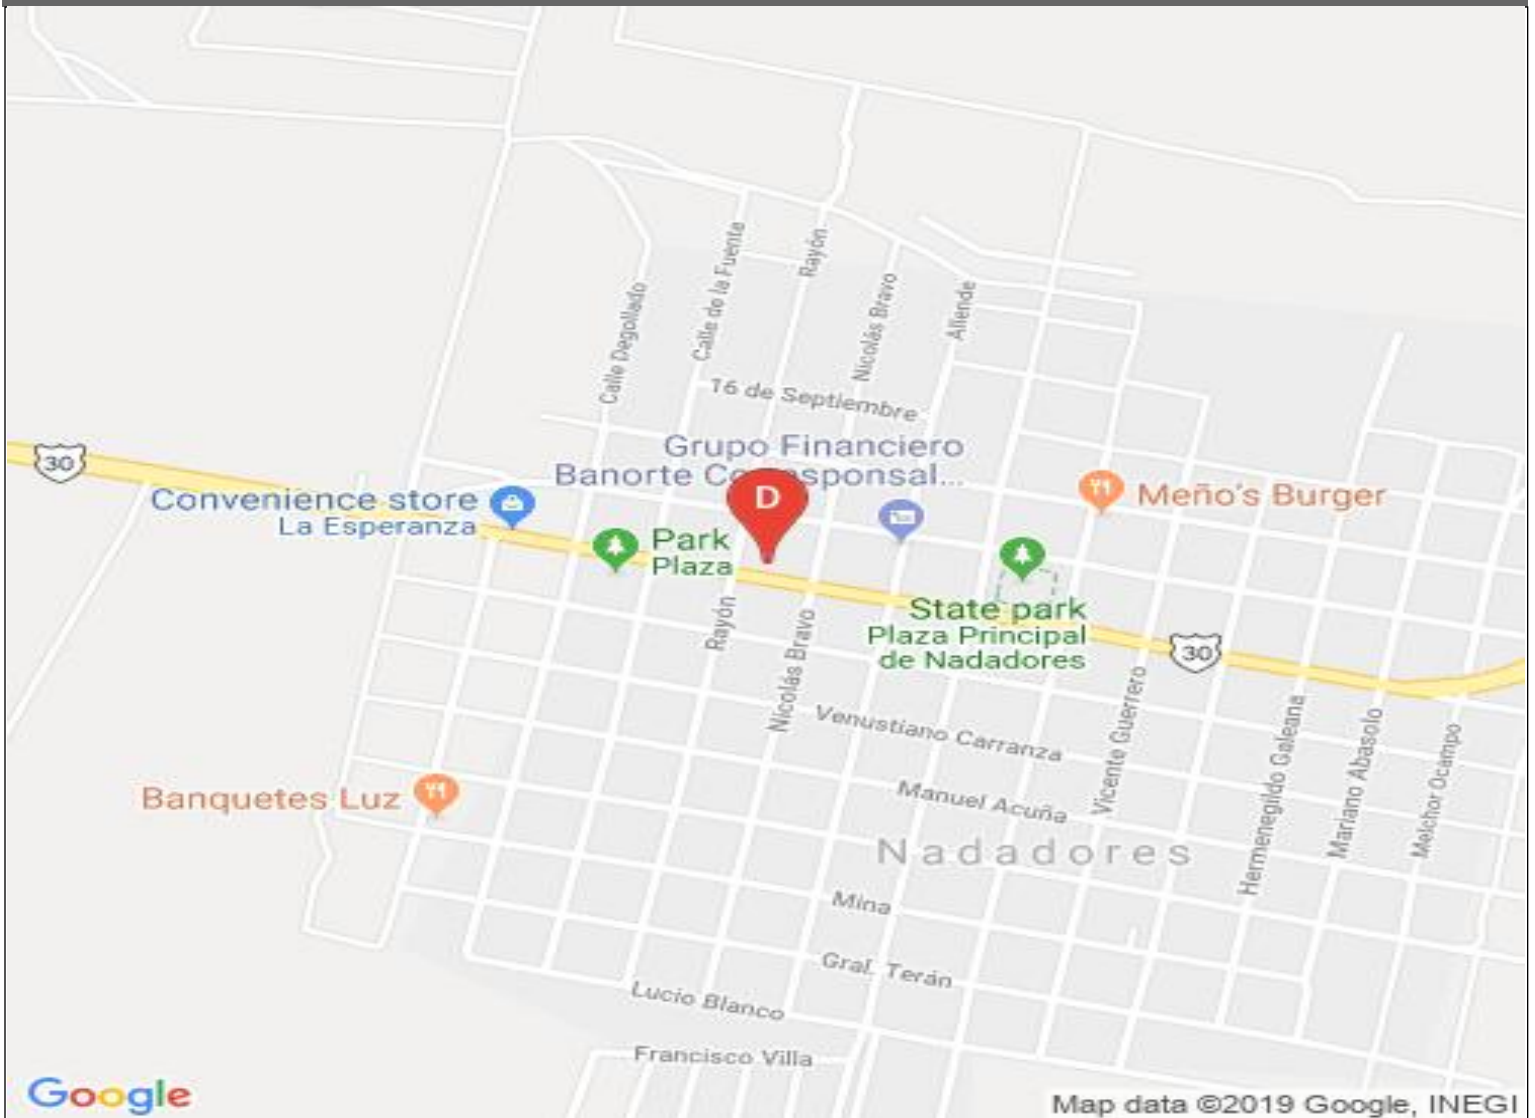 Calle de la Fuente
Rayón
Nicolás Bravo
Allende
Calle Degollado
16 de Septiembre
Grupo Financiero
Banorte Corresponsal...
30
D
Convenience store
La Esperanza
Meño's Burger
Park
Plaza
State park
Plaza Principal
de Nadadores
Rayón
Nicolás Bravo
30
Venustiano Carranza
Vicente Guerrero
Hermenegildo Galeana
Mariano Abasolo
Melchor Ocampo
Banquetes Luz
Manuel Acuña
Nadadores
Mina
Gral. Terán
Lucio Blanco
Francisco Villa
Google
Map data ©2019 Google, INEGI